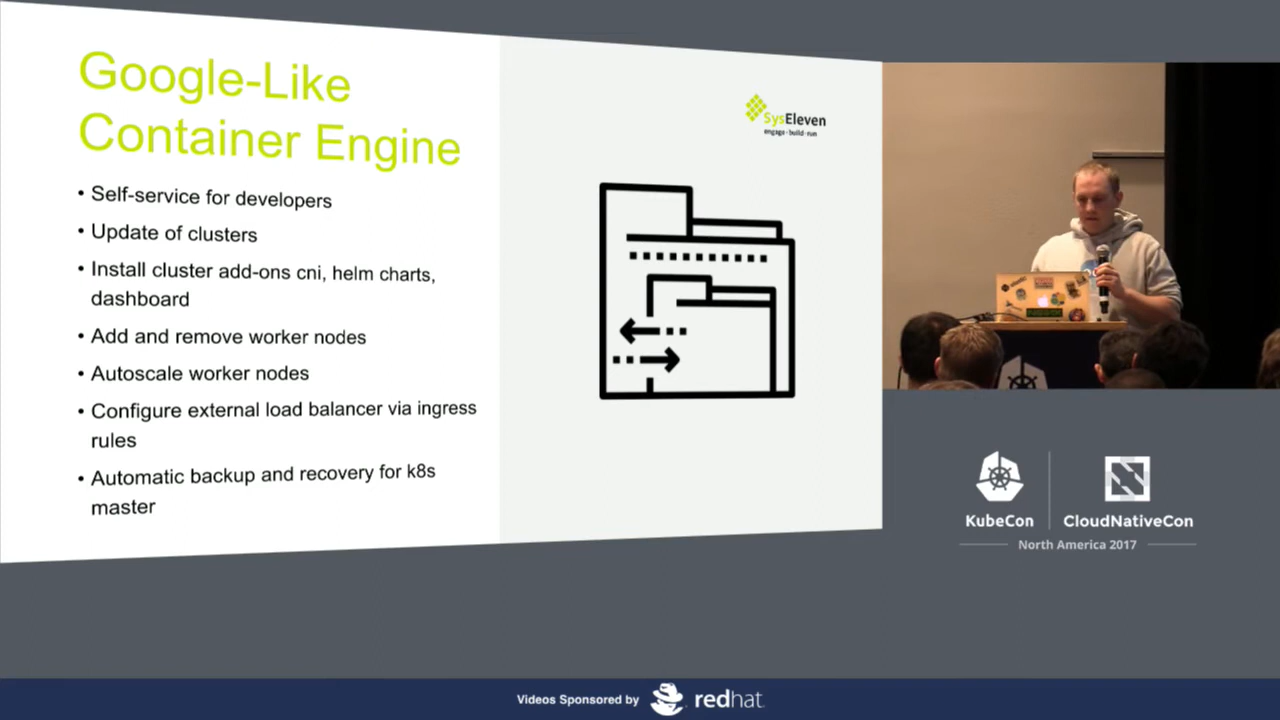 Google-Like
Container Engine
• Self-service for developers
• Update of clusters
• Install cluster add-ons cni, helm charts,
dashboard
• Add and remove worker nodes
• Autoscale worker nodes
• Configure external load balancer via ingress
rules
• Automatic backup and recovery for k8s
master
SysEleven
engage·build·run
KubeCon
CloudNativeCon
North America 2017
Videos Sponsored by
redhat.